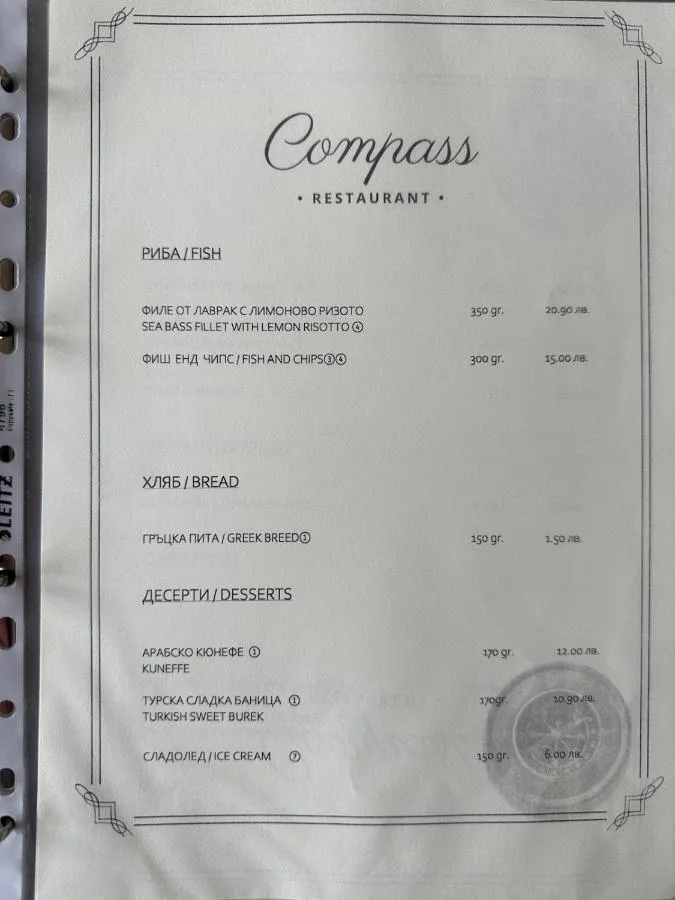 Compass
• RESTAURANT •
РИБА / FISH
ФИЛЕ ОТ ЛАВРАК С ЛИМОНОВО РИЗОТО 350 gr. 20.90 лв.
SEA BASS FILLET WITH LEMON RISOTTO ④
ФИШ ЕНД ЧИПС / FISH AND CHIPS③④ 300 gr. 15.00 лв.
ХЛЯБ / BREAD
ГРЪЦКА ПИТА / GREEK BREED① 150 gr. 1.50 лв.
ДЕСЕРТИ / DESSERTS
АРАБСКО КЮНЕФЕ ① 170 gr. 12.00 лв.
KUNEFFE
ТУРСКА СЛАДКА БАНИЦА ① 170gr. 10.90 лв.
TURKISH SWEET BUREK
СЛАДОЛЕД / ICE CREAM ⑦ 150 gr. 6.00 лв.
LEITZ